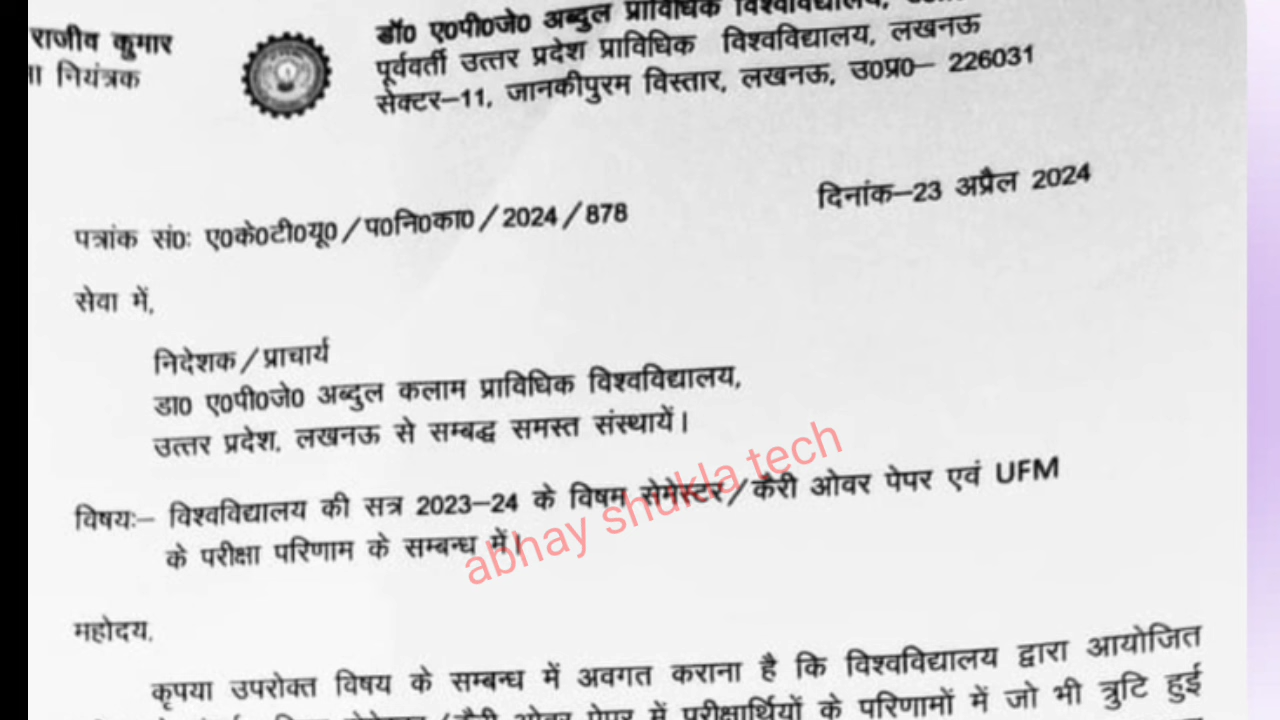 राजीव कुमार
नियंत्रक
डॉ0 ए0पी0जे0 अब्दुल प्राविधिक विश्वविद्यालय,
पूर्ववर्ती उत्तर प्रदेश प्राविधिक विश्वविद्यालय, लखनऊ
सेक्टर–11, जानकीपुरम विस्तार, लखनऊ, उ0प्र0– 226031
दिनांक–23 अप्रैल 2024
पत्रांक सं0: ए0के0टी0यू0/प0नि0का0/2024/878
सेवा में,
निदेशक/प्राचार्य
डा0 ए0पी0जे0 अब्दुल कलाम प्राविधिक विश्वविद्यालय,
उत्तर प्रदेश, लखनऊ से सम्बद्ध समस्त संस्थायें।
विषय:– विश्वविद्यालय की सत्र 2023–24 के विषम सेमेस्टर/कैरी ओवर पेपर एवं UFM
के परीक्षा परिणाम के सम्बन्ध में।
abhay shukla tech
महोदय,
कृपया उपरोक्त विषय के सम्बन्ध में अवगत कराना है कि विश्वविद्यालय द्वारा आयोजित
सेमेस्टर/कैरी ओवर पेपर में परीक्षार्थियों के परिणामों में जो भी त्रुटि हुई